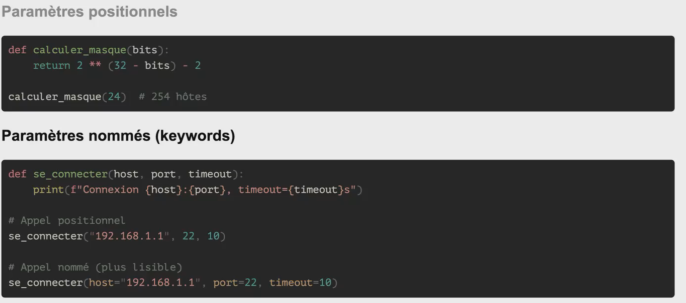 Paramètres positionnels
def calculer_masque(bits):
    return 2 ** (32 - bits) - 2
calculer_masque(24)  # 254 hôtes
Paramètres nommés (keywords)
def se_connecter(host, port, timeout):
    print(f"Connexion {host}:{port}, timeout={timeout}s")
# Appel positionnel
se_connecter("192.168.1.1", 22, 10)
# Appel nommé (plus lisible)
se_connecter(host="192.168.1.1", port=22, timeout=10)